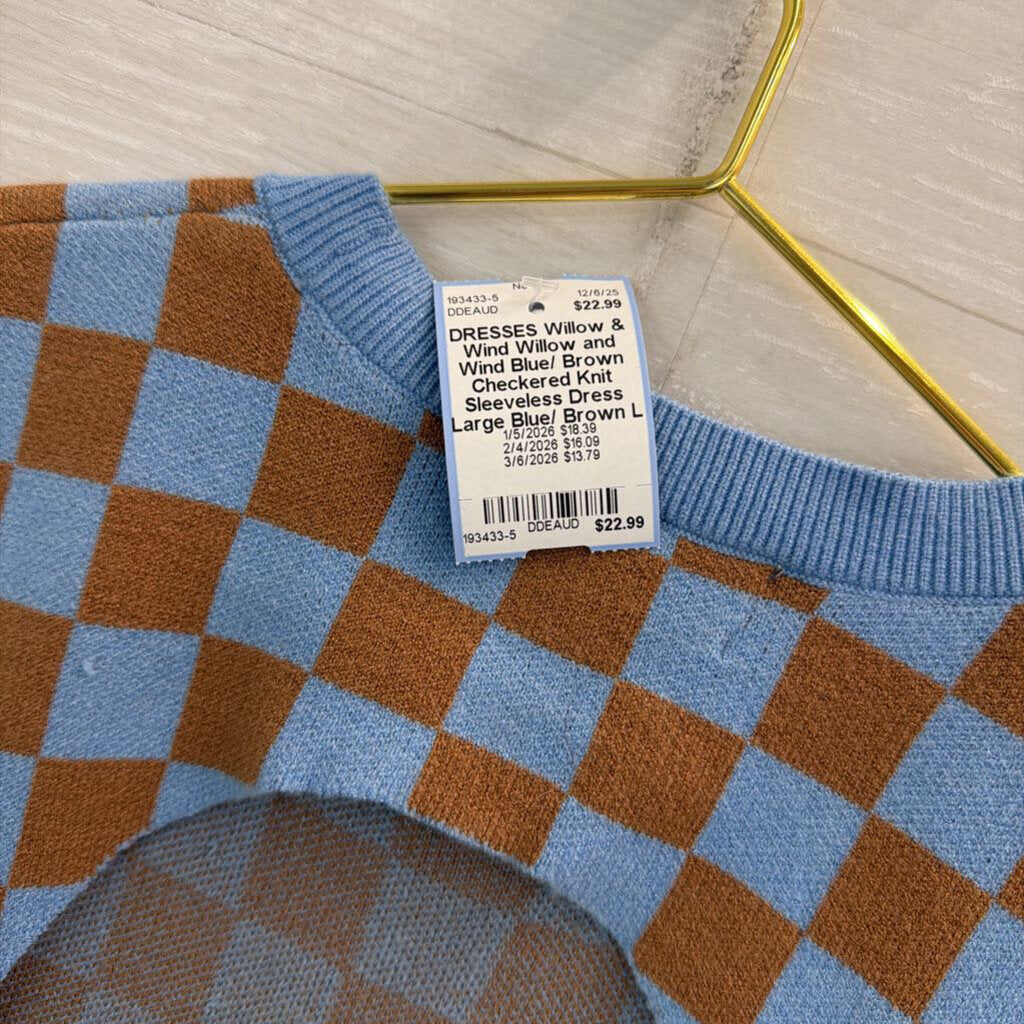 193433-5 12/6/25
DDEAUD $22.99
DRESSES Willow &
Wind Willow and
Wind Blue/ Brown
Checkered Knit
Sleeveless Dress
Large Blue/ Brown L
1/5/2026 $18.39
2/4/2026 $16.09
3/6/2026 $13.79
193433-5 DDEAUD $22.99